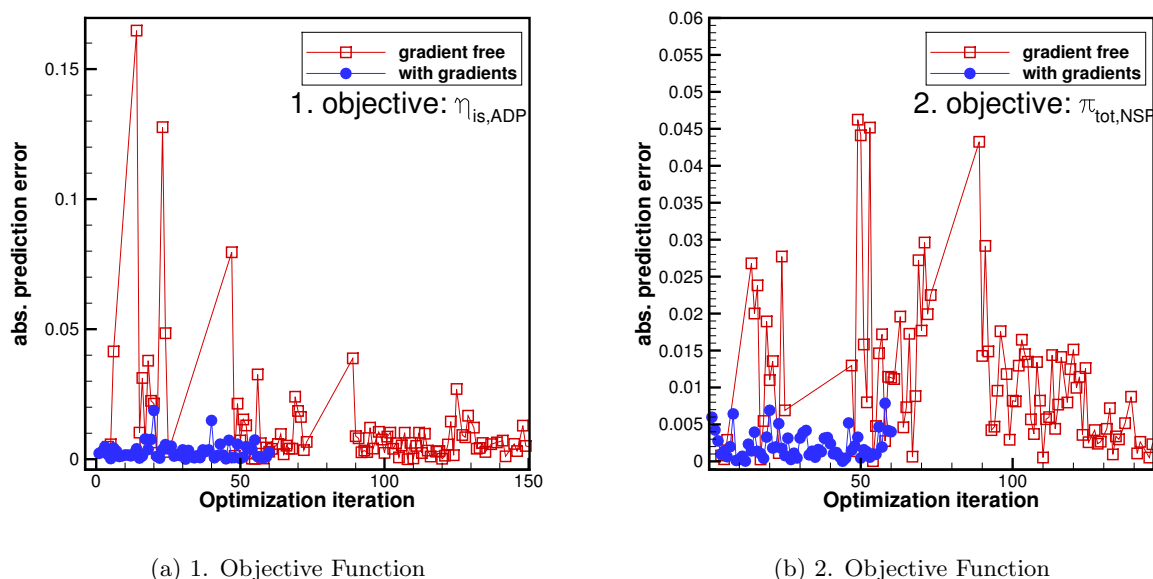 gradient free
with gradients
1. objective: ηis,ADP
abs. prediction error
0.15
0.1
0.05
0
0
50
100
150
Optimization iteration
(a) 1. Objective Function
gradient free
with gradients
2. objective: πtot,NSP
abs. prediction error
0.06
0.055
0.05
0.045
0.04
0.035
0.03
0.025
0.02
0.015
0.01
0.005
0
50
100
Optimization iteration
(b) 2. Objective Function